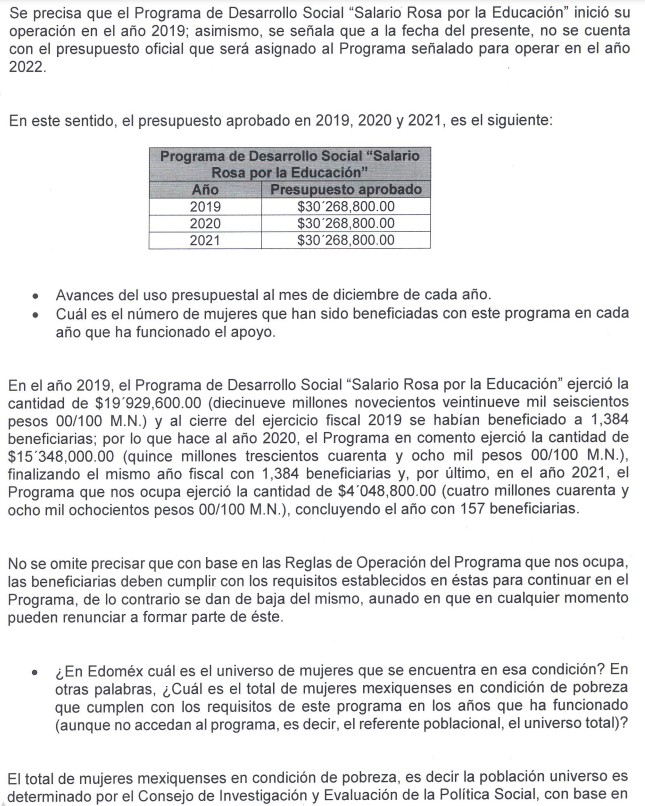 Se precisa que el Programa de Desarrollo Social “Salario Rosa por la Educación” inició su
operación en el año 2019; asimismo, se señala que a la fecha del presente, no se cuenta
con el presupuesto oficial que será asignado al Programa señalado para operar en el año
2022.
En este sentido, el presupuesto aprobado en 2019, 2020 y 2021, es el siguiente:
Programa de Desarrollo Social “Salario
Rosa por la Educación”
Año Presupuesto aprobado
2019 $30´268,800.00
2020 $30´268,800.00
2021 $30´268,800.00
• Avances del uso presupuestal al mes de diciembre de cada año.
• Cuál es el número de mujeres que han sido beneficiadas con este programa en cada
año que ha funcionado el apoyo.
En el año 2019, el Programa de Desarrollo Social “Salario Rosa por la Educación” ejerció la
cantidad de $19´929,600.00 (diecinueve millones novecientos veintinueve mil seiscientos
pesos 00/100 M.N.) y al cierre del ejercicio fiscal 2019 se habían beneficiado a 1,384
beneficiarias; por lo que hace al año 2020, el Programa en comento ejerció la cantidad de
$15´348,000.00 (quince millones trescientos cuarenta y ocho mil pesos 00/100 M.N.),
finalizando el mismo año fiscal con 1,384 beneficiarias y, por último, en el año 2021, el
Programa que nos ocupa ejerció la cantidad de $4´048,800.00 (cuatro millones cuarenta y
ocho mil ochocientos pesos 00/100 M.N.), concluyendo el año con 157 beneficiarias.
No se omite precisar que con base en las Reglas de Operación del Programa que nos ocupa,
las beneficiarias deben cumplir con los requisitos establecidos en éstas para continuar en el
Programa, de lo contrario se dan de baja del mismo, aunado en que en cualquier momento
pueden renunciar a formar parte de éste.
• ¿En Edoméx cuál es el universo de mujeres que se encuentra en esa condición? En
otras palabras, ¿Cuál es el total de mujeres mexiquenses en condición de pobreza
que cumplen con los requisitos de este programa en los años que ha funcionado
(aunque no accedan al programa, es decir, el referente poblacional, el universo total)?
El total de mujeres mexiquenses en condición de pobreza, es decir la población universo es
determinado por el Consejo de Investigación y Evaluación de la Política Social, con base en